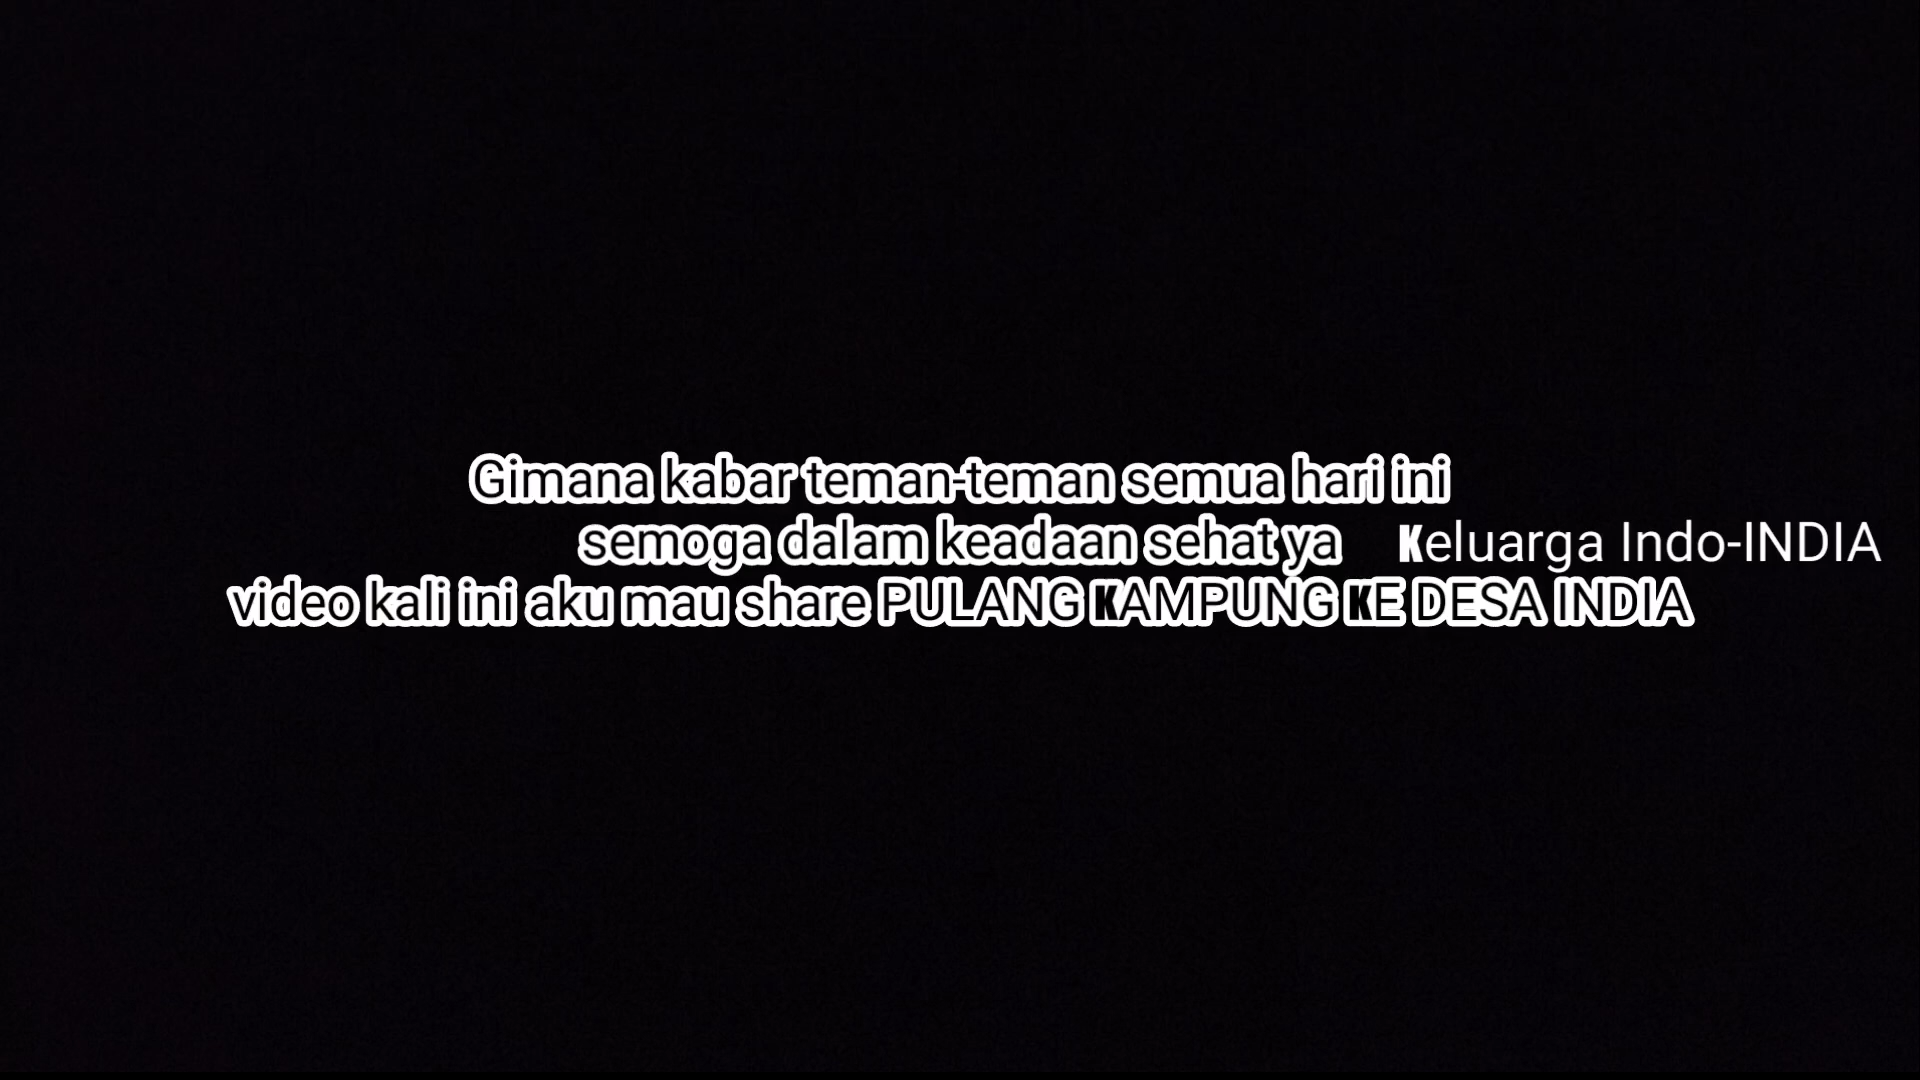 Gimana kabar teman-teman semua hari ini
semoga dalam keadaan sehat ya
Keluarga Indo-INDIA
video kali ini aku mau share PULANG KAMPUNG KE DESA INDIA